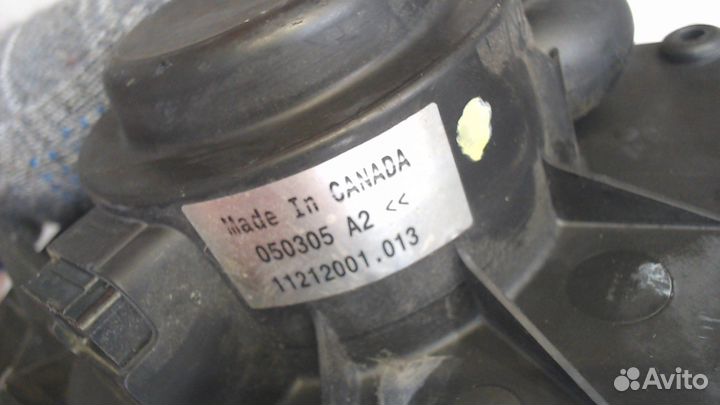 Made In CANADA
050305 A2 <<
11212001.013
Avito